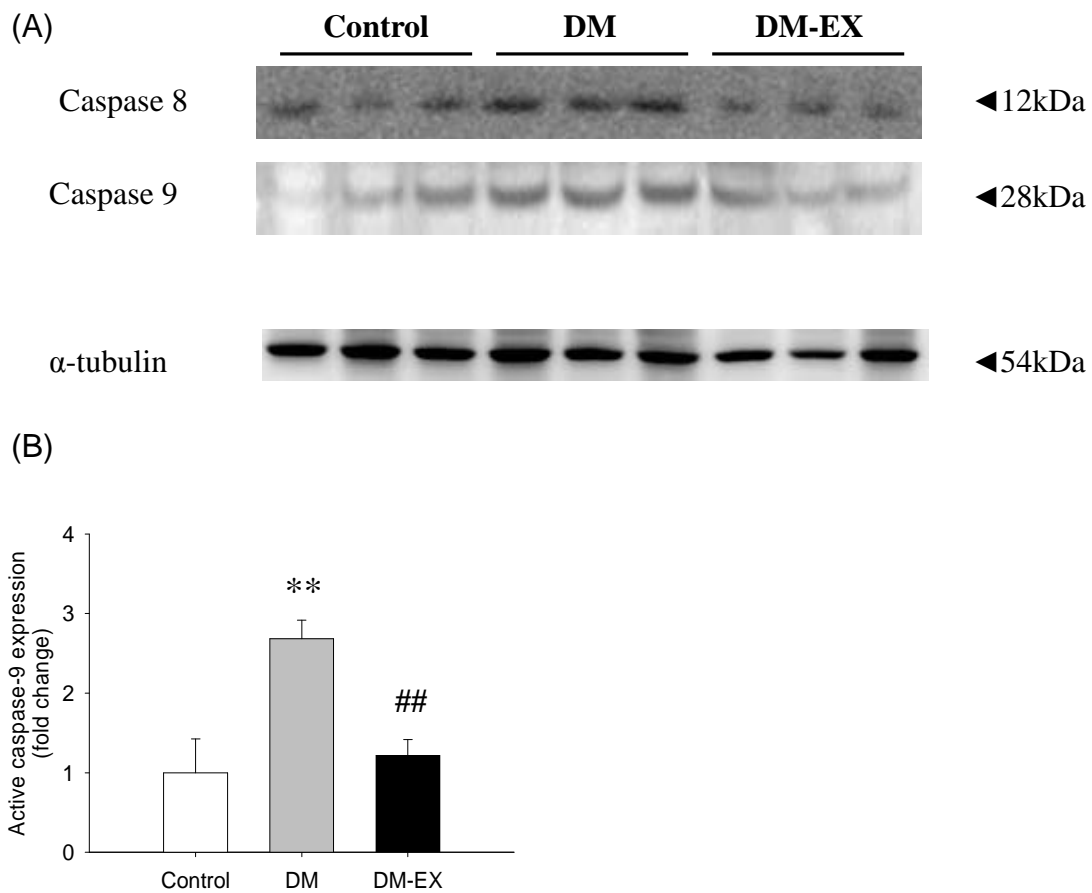 (A)
Control DM DM-EX
Caspase 8 ◄12kDa
Caspase 9 ◄28kDa
α-tubulin ◄54kDa
(B)
Active caspase-9 expression
(fold change)
4
**
3
2
##
1
0
Control DM DM-EX